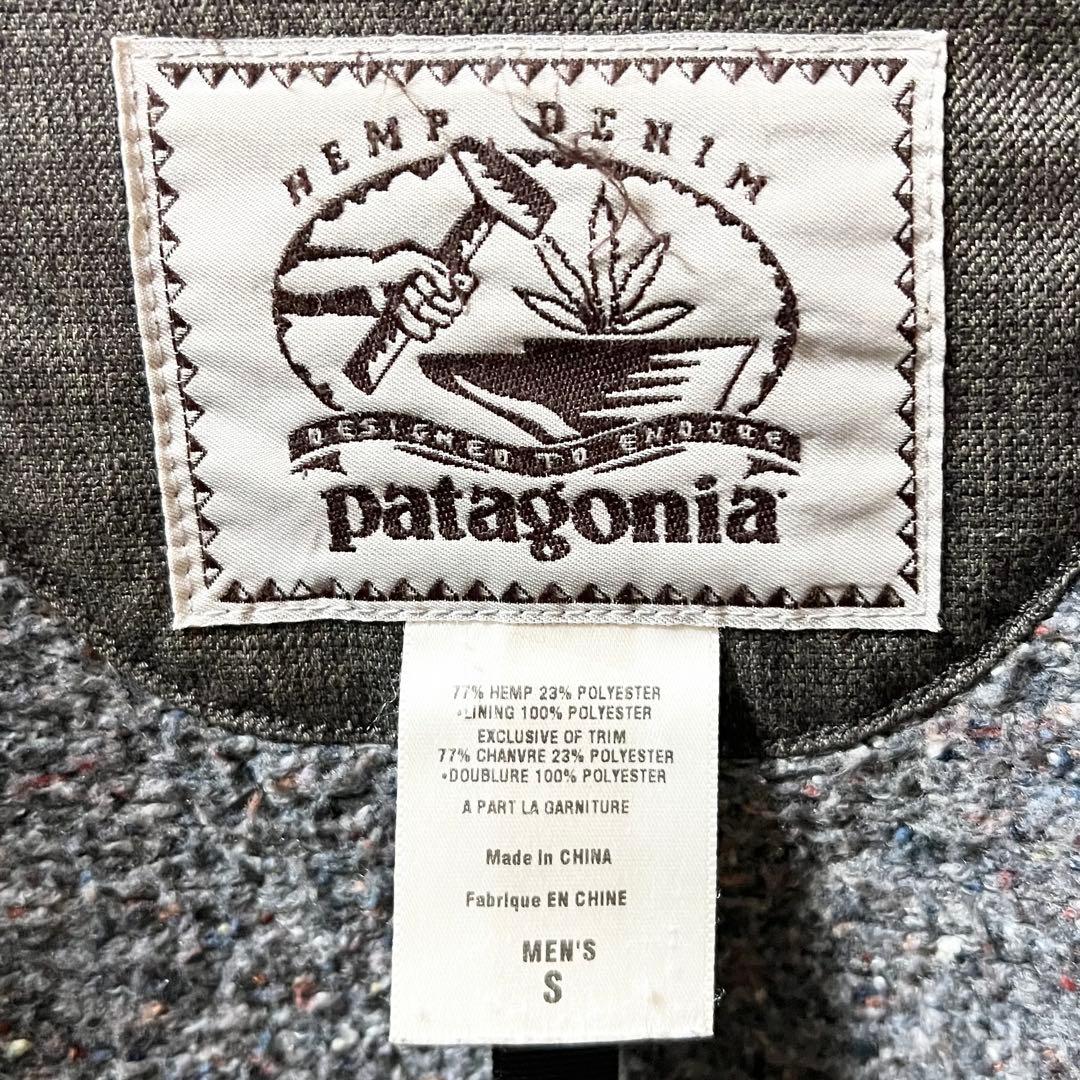 HEMP DENIM
DESIGNED TO ENDURE
patagonia
77% HEMP 23% POLYESTER
•LINING 100% POLYESTER
EXCLUSIVE OF TRIM
77% CHANVRE 23% POLYESTER
•DOUBLURE 100% POLYESTER
A PART LA GARNITURE
Made in CHINA
Fabrique EN CHINE
MEN'S
S